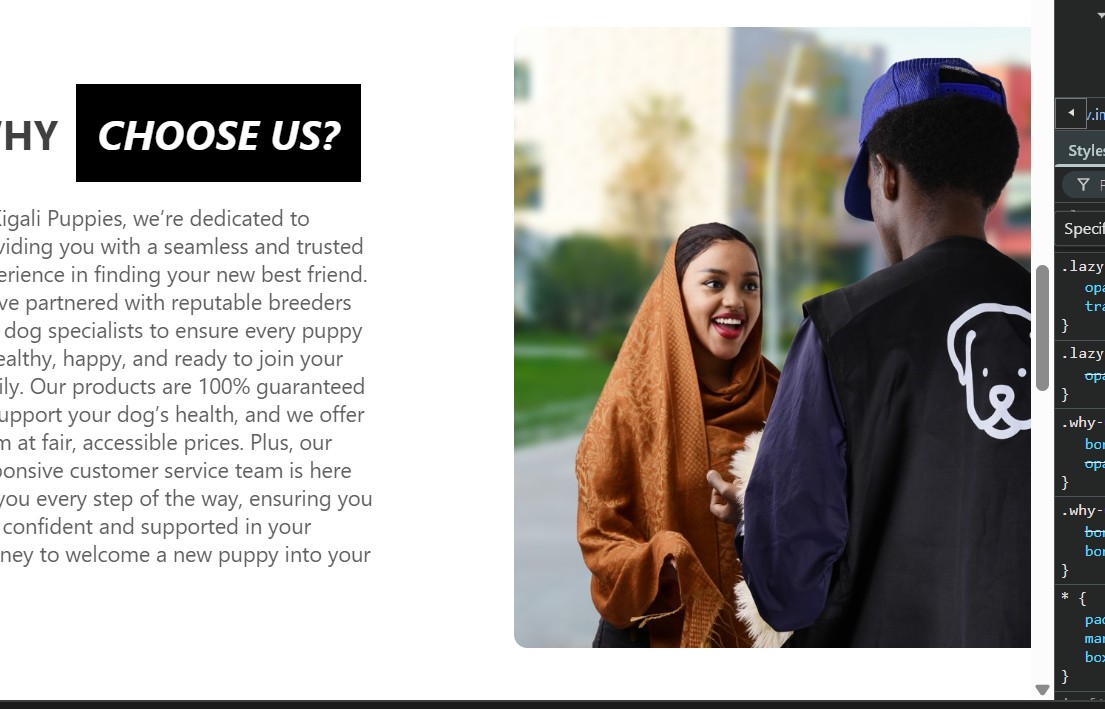 HY CHOOSE US?
Kigali Puppies, we’re dedicated to
viding you with a seamless and trusted
erience in finding your new best friend.
ve partnered with reputable breeders
dog specialists to ensure every puppy
ealthy, happy, and ready to join your
ily. Our products are 100% guaranteed
upport your dog’s health, and we offer
m at fair, accessible prices. Plus, our
ponsive customer service team is here
you every step of the way, ensuring you
confident and supported in your
ney to welcome a new puppy into your
Styles
Specif
.lazy
opa
tra
}
.lazy
opa
}
.why-
bor
opa
}
.why-
bor
bor
}
* {
pad
mar
box
}